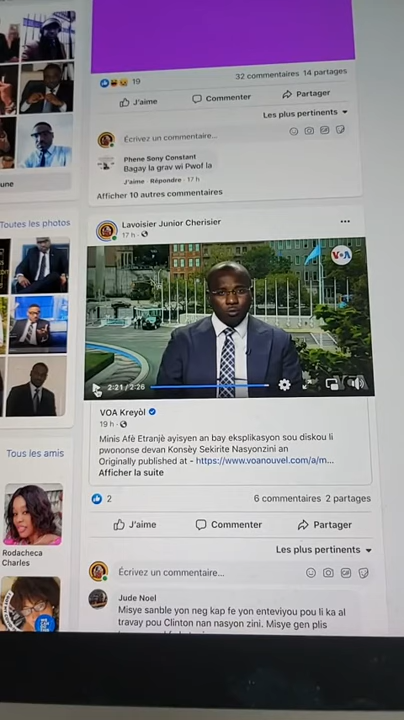 19
32 commentaires 14 partages
J'aime
Commenter
Partager
Les plus pertinents
Écrivez un commentaire...
Phene Sony Constant
Bagay la grav wi Pwof la
J'aime · Répondre · 17 h
Afficher 10 autres commentaires
une
Toutes les photos
Lavoisier Junior Cherisier
17 h ·
VOA
2:21 / 2:26
VOA Kreyòl
19 h ·
Minis Afè Etranjè ayisyen an bay eksplikasyon sou diskou li
pwononse devan Konsèy Sekirite Nasyonzini an
Originally published at - https://www.voanouvel.com/a/m...
Afficher la suite
Tous les amis
2
6 commentaires 2 partages
J'aime
Commenter
Partager
Les plus pertinents
Rodacheca
Charles
Écrivez un commentaire...
Jude Noel
Misye sanble yon neg kap fe yon enteviyou pou li ka al
travay pou Clinton nan nasyon zini. Misye gen plis